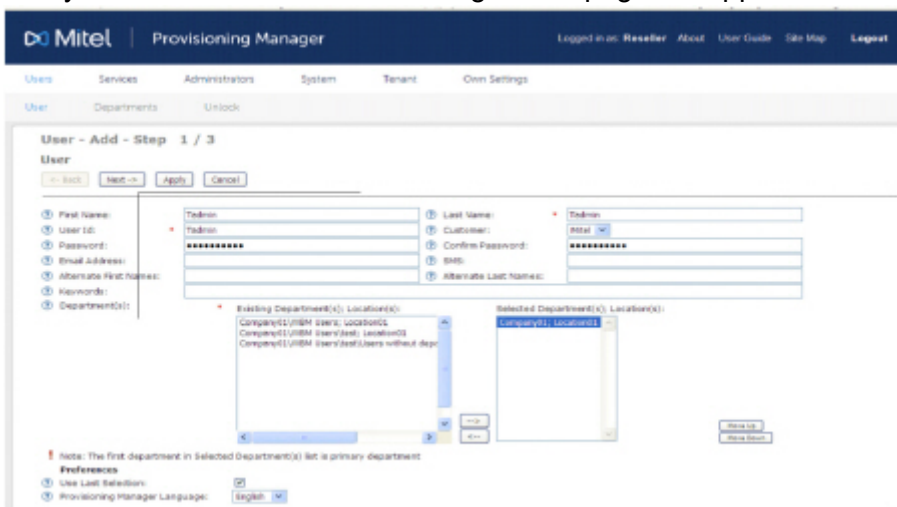 Mitel | Provisioning Manager
Logged in as: Reseller About User Guide Site Map Logout
Users Services Administrators System Tenant Own Settings
User Departments Unlock
User - Add - Step 1 / 3
User
<- Back Next -> Apply Cancel
First Name: Tadmin Last Name: * Tadmin
User Id: * Tadmin Customer: Mitel
Password: •••••••••• Confirm Password: ••••••••••
Email Address: SMS:
Alternate First Names: Alternate Last Names:
Keywords:
Department(s): * Existing Department(s); Location(s): Selected Department(s); Location(s):
Company01\WBM Users; Location01 Company01; Location01
Company01\WBM Users\test; Location01
Company01\WBM Users\test\Users without depa
-->
<--
Move Up
Move Down
! Note: The first department in Selected Department(s) list is primary department
Preferences
Use Last Selection:
Provisioning Manager Language: English